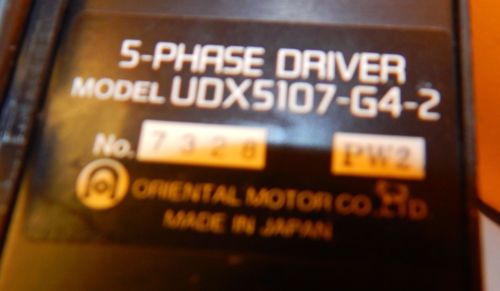 5-PHASE DRIVER
MODEL UDX5107-G4-2
No. 7328 PW2
ORIENTAL MOTOR CO., LTD.
MADE IN JAPAN